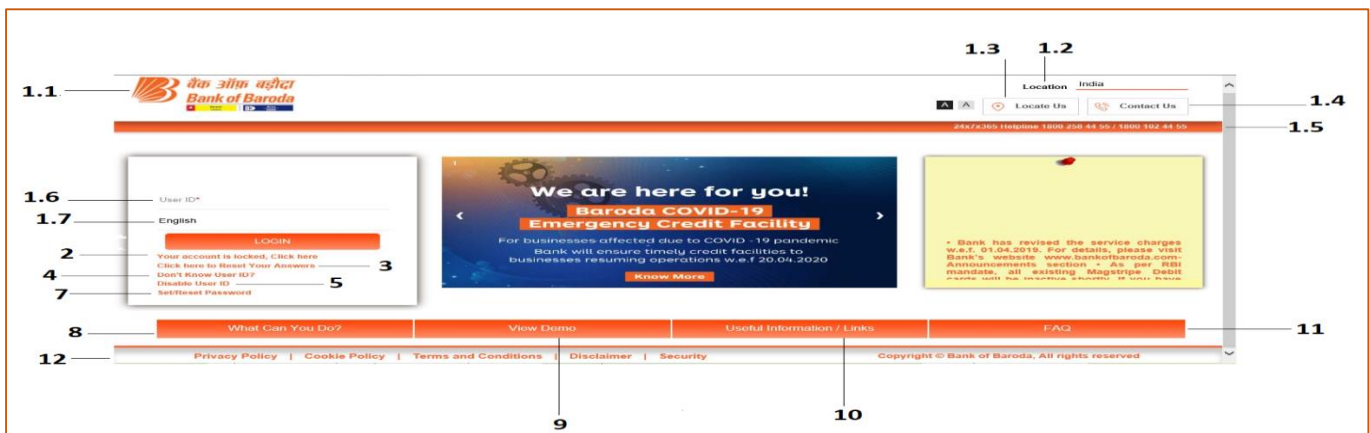 1.3 1.2
1.1 बैंक ऑफ़ बड़ौदा
Bank of Baroda
Location India
A A Locate Us Contact Us 1.4
24x7x365 Helpline 1800 258 44 55 / 1800 102 44 55 1.5
1.6 User ID*
1.7 English
LOGIN
2 Your account is locked, Click here
Click here to Reset Your Answers 3
4 Don't Know User ID?
Disable User ID 5
7 Set/Reset Password
We are here for you!
Baroda COVID-19
Emergency Credit Facility
For businesses affected due to COVID -19 pandemic
Bank will ensure timely credit facilities to
businesses resuming operations w.e.f 20.04.2020
Know More
• Bank has revised the service charges
w.e.f. 01.04.2019. For details, please visit
Bank's website www.bankofbaroda.com-
Announcements section • As per RBI
mandate, all existing Magstripe Debit
cards will be inactive shortly. If you have
8 What Can You Do? View Demo Useful Information / Links FAQ 11
12 Privacy Policy | Cookie Policy | Terms and Conditions | Disclaimer | Security Copyright © Bank of Baroda, All rights reserved
9 10